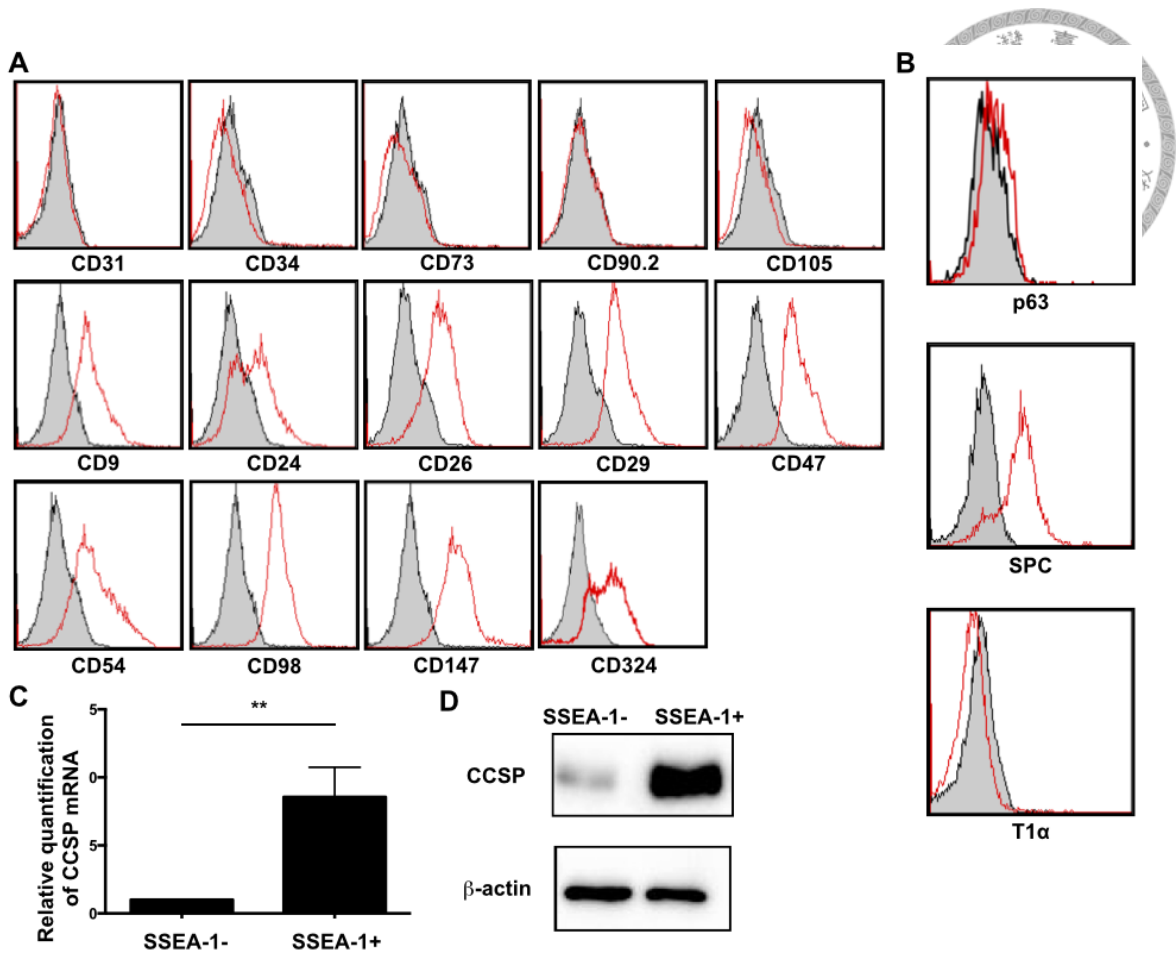 A
B
CD31
CD34
CD73
CD90.2
CD105
p63
CD9
CD24
CD26
CD29
CD47
SPC
CD54
CD98
CD147
CD324
T1α
C
Relative quantification
of CCSP mRNA
5
0
5
0
**
SSEA-1-
SSEA-1+
D
SSEA-1-
SSEA-1+
CCSP
β-actin